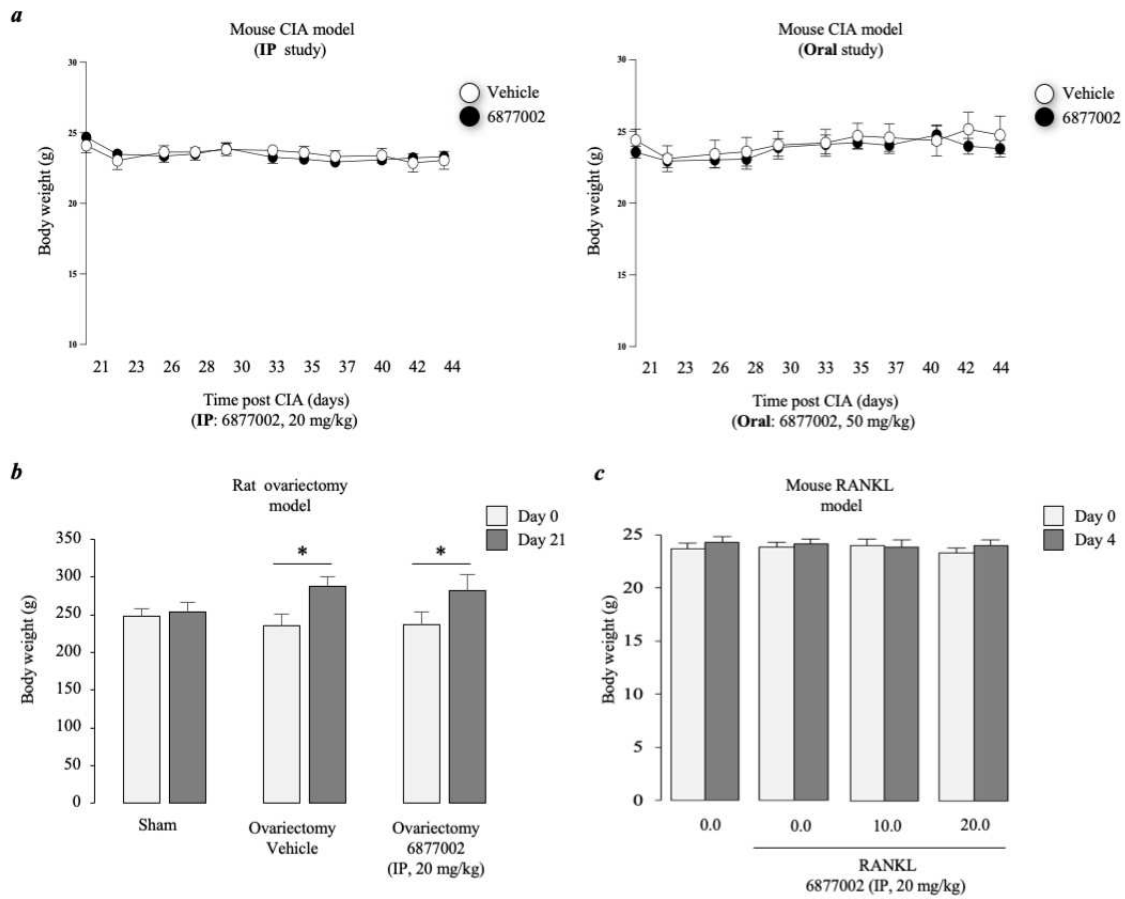 a
Mouse CIA model
(IP study)
Vehicle
6877002
30
25
20
15
10
Body weight (g)
21 23 26 28 30 33 35 37 40 42 44
Time post CIA (days)
(IP: 6877002, 20 mg/kg)
Mouse CIA model
(Oral study)
Vehicle
6877002
30
25
20
15
10
Body weight (g)
21 23 26 28 30 33 35 37 40 42 44
Time post CIA (days)
(Oral: 6877002, 50 mg/kg)
b
Rat ovariectomy
model
Day 0
Day 21
350
300
250
200
150
100
50
0
Body weight (g)
*
*
Sham
Ovariectomy
Vehicle
Ovariectomy
6877002
(IP, 20 mg/kg)
c
Mouse RANKL
model
Day 0
Day 4
25
20
15
10
5
0
Body weight (g)
0.0 0.0 10.0 20.0
RANKL
6877002 (IP, 20 mg/kg)